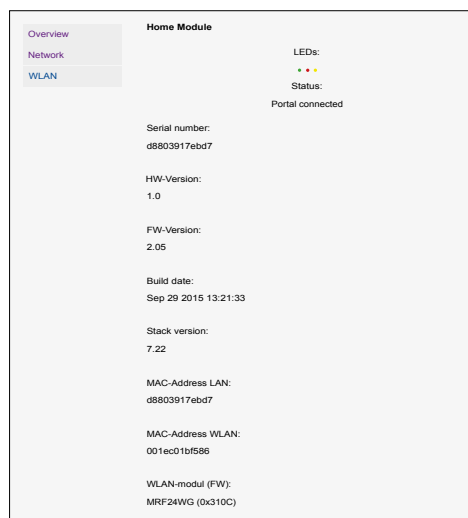 Overview
Network
WLAN
Home Module
LEDs:
Status:
Portal connected
Serial number:
d8803917ebd7
HW-Version:
1.0
FW-Version:
2.05
Build date:
Sep 29 2015 13:21:33
Stack version:
7.22
MAC-Address LAN:
d8803917ebd7
MAC-Address WLAN:
001ec01bf586
WLAN-modul (FW):
MRF24WG (0x310C)